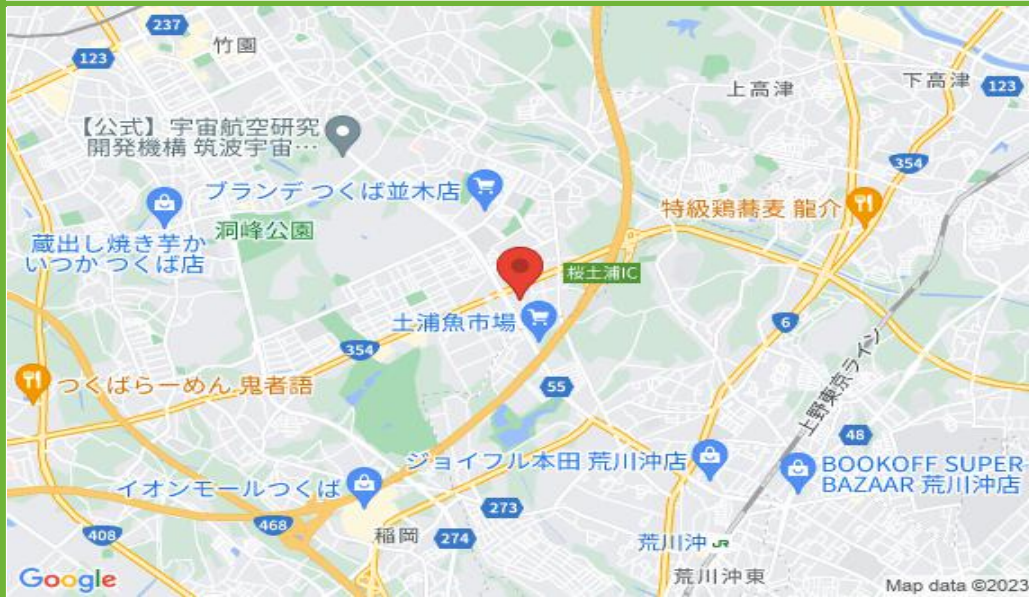 237
竹園
123
上高津
下高津
123
【公式】宇宙航空研究
開発機構 筑波宇宙…
354
ブランデ つくば並木店
特級鶏蕎麦 龍介
洞峰公園
蔵出し焼き芋か
いつか つくば店
桜土浦IC
土浦魚市場
6
354
上野東京ライン
つくばらーめん 鬼者語
55
48
ジョイフル本田 荒川沖店
BOOKOFF SUPER
BAZAAR 荒川沖店
イオンモールつくば
273
468
408
稲岡
274
荒川沖 JR
荒川沖東
Google
Map data ©2023